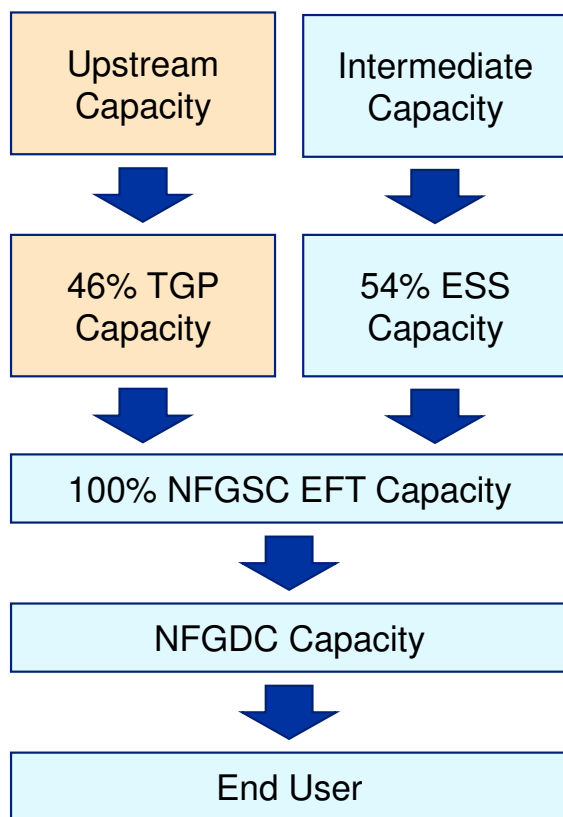 Upstream
Capacity
Intermediate
Capacity
46% TGP
Capacity
54% ESS
Capacity
100% NFGSC EFT Capacity
NFGDC Capacity
End User